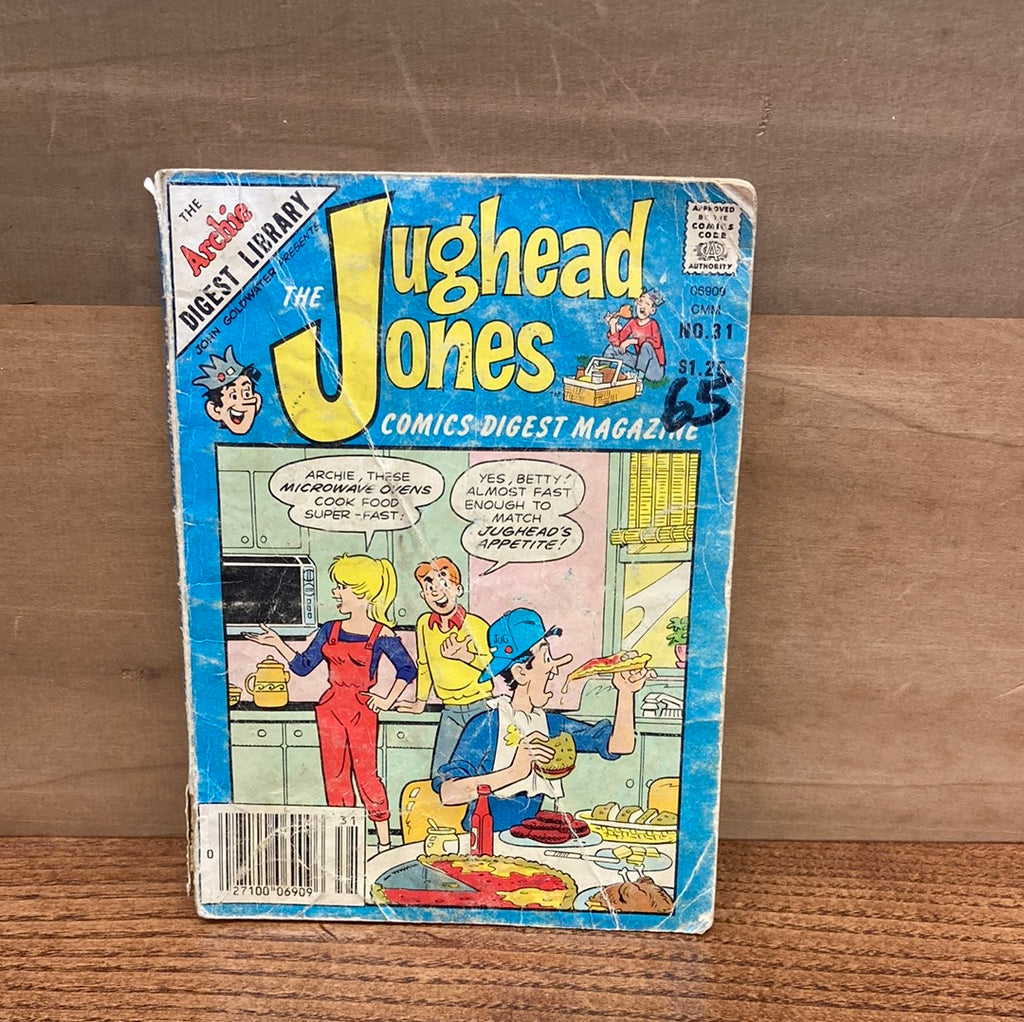 THE
Archie
DIGEST LIBRARY
JOHN GOLDWATER PRESENTS
THE
Jughead
Jones
COMICS DIGEST MAGAZINE
APPROVED
BY THE
COMICS
CODE
AUTHORITY
06909
CMM
NO.31
$1.25
65
ARCHIE, THESE
MICROWAVE OVENS
COOK FOOD
SUPER-FAST!
YES, BETTY!
ALMOST FAST
ENOUGH TO
MATCH
JUGHEAD'S
APPETITE!
JUG
31
0
27100 06909